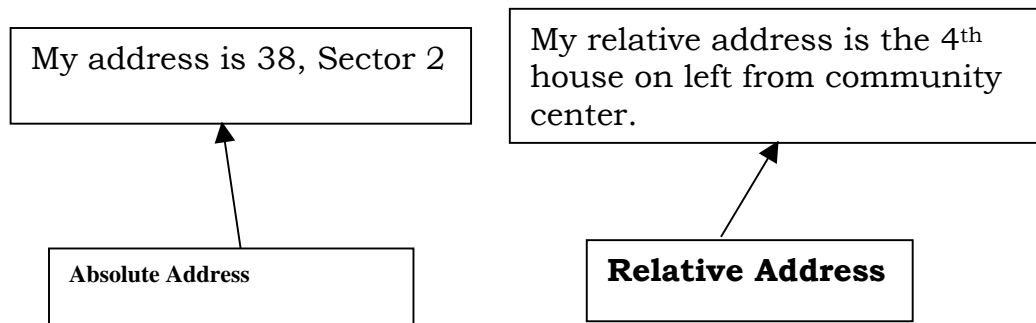 My address is 38, Sector 2
My relative address is the 4th
house on left from community
center.
Absolute Address
Relative Address